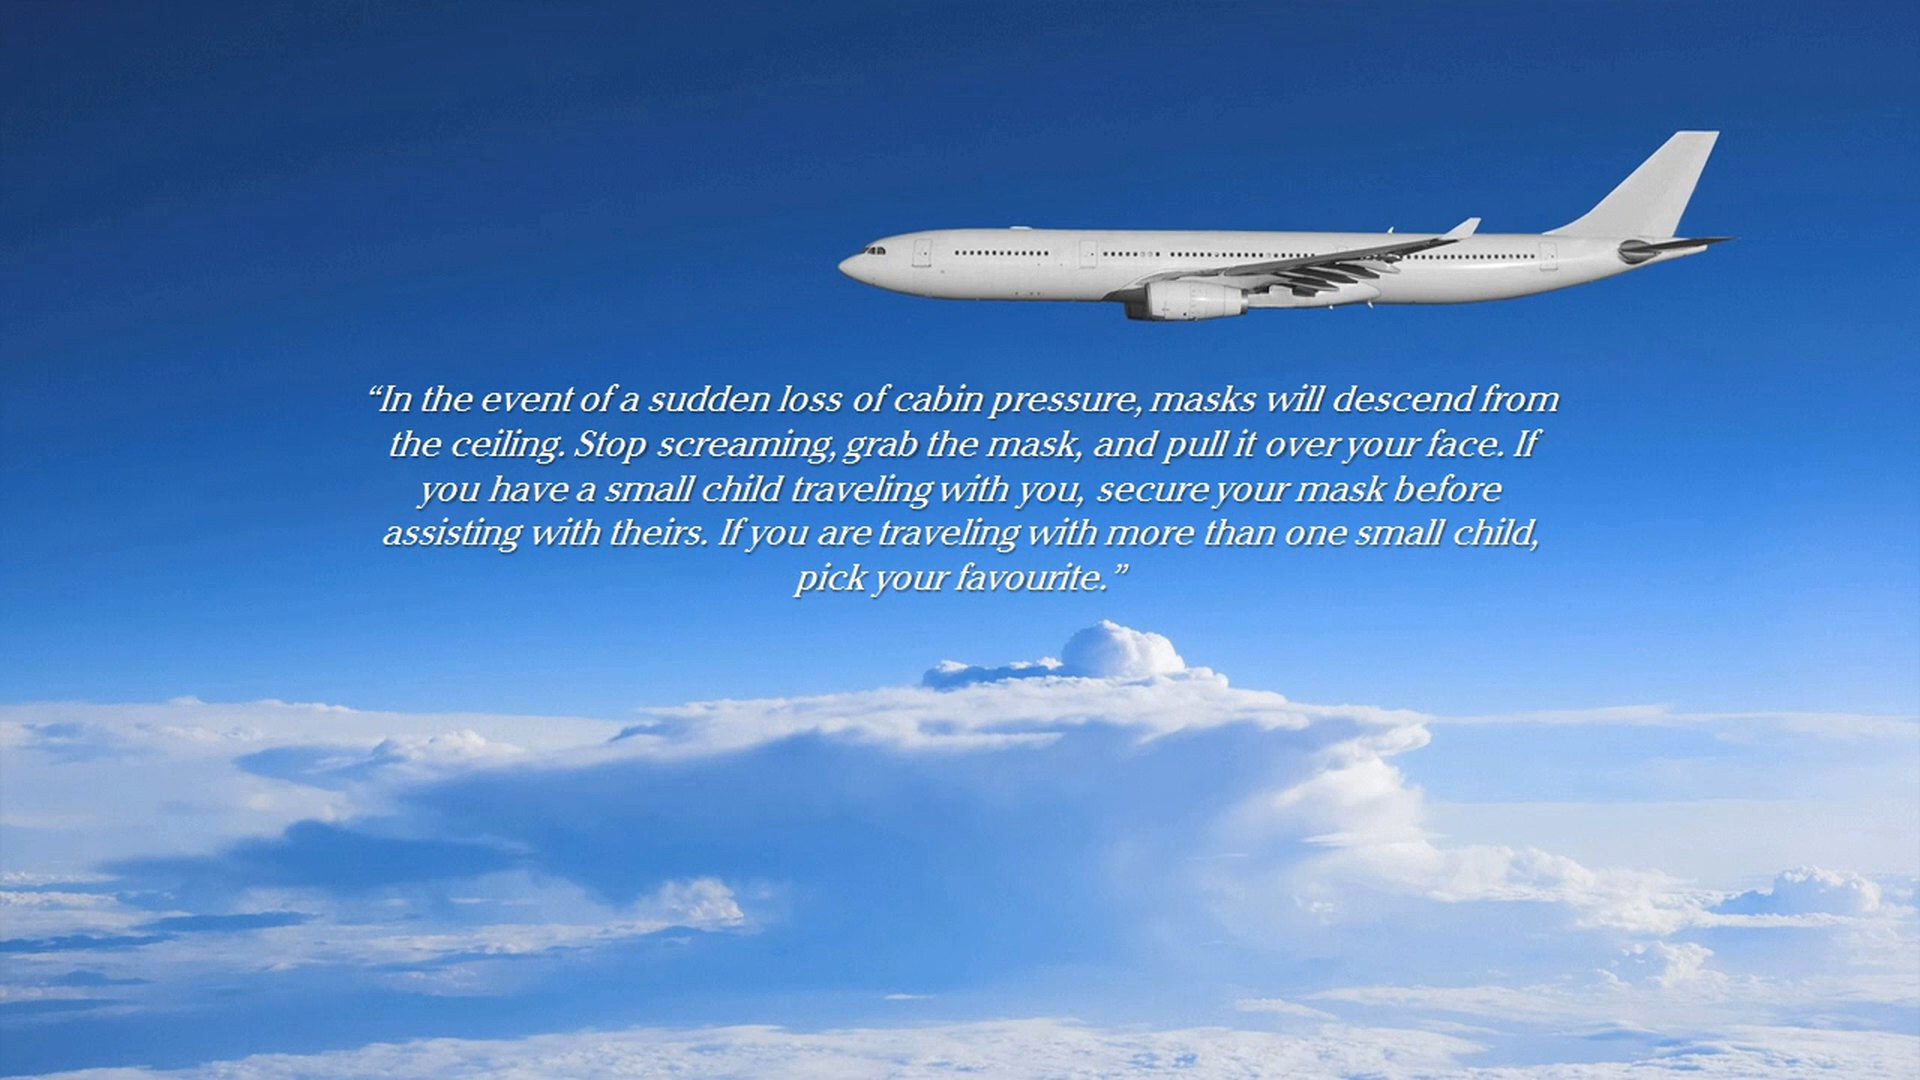 “In the event of a sudden loss of cabin pressure, masks will descend from
the ceiling. Stop screaming, grab the mask, and pull it over your face. If
you have a small child traveling with you, secure your mask before
assisting with theirs. If you are traveling with more than one small child,
pick your favourite.”